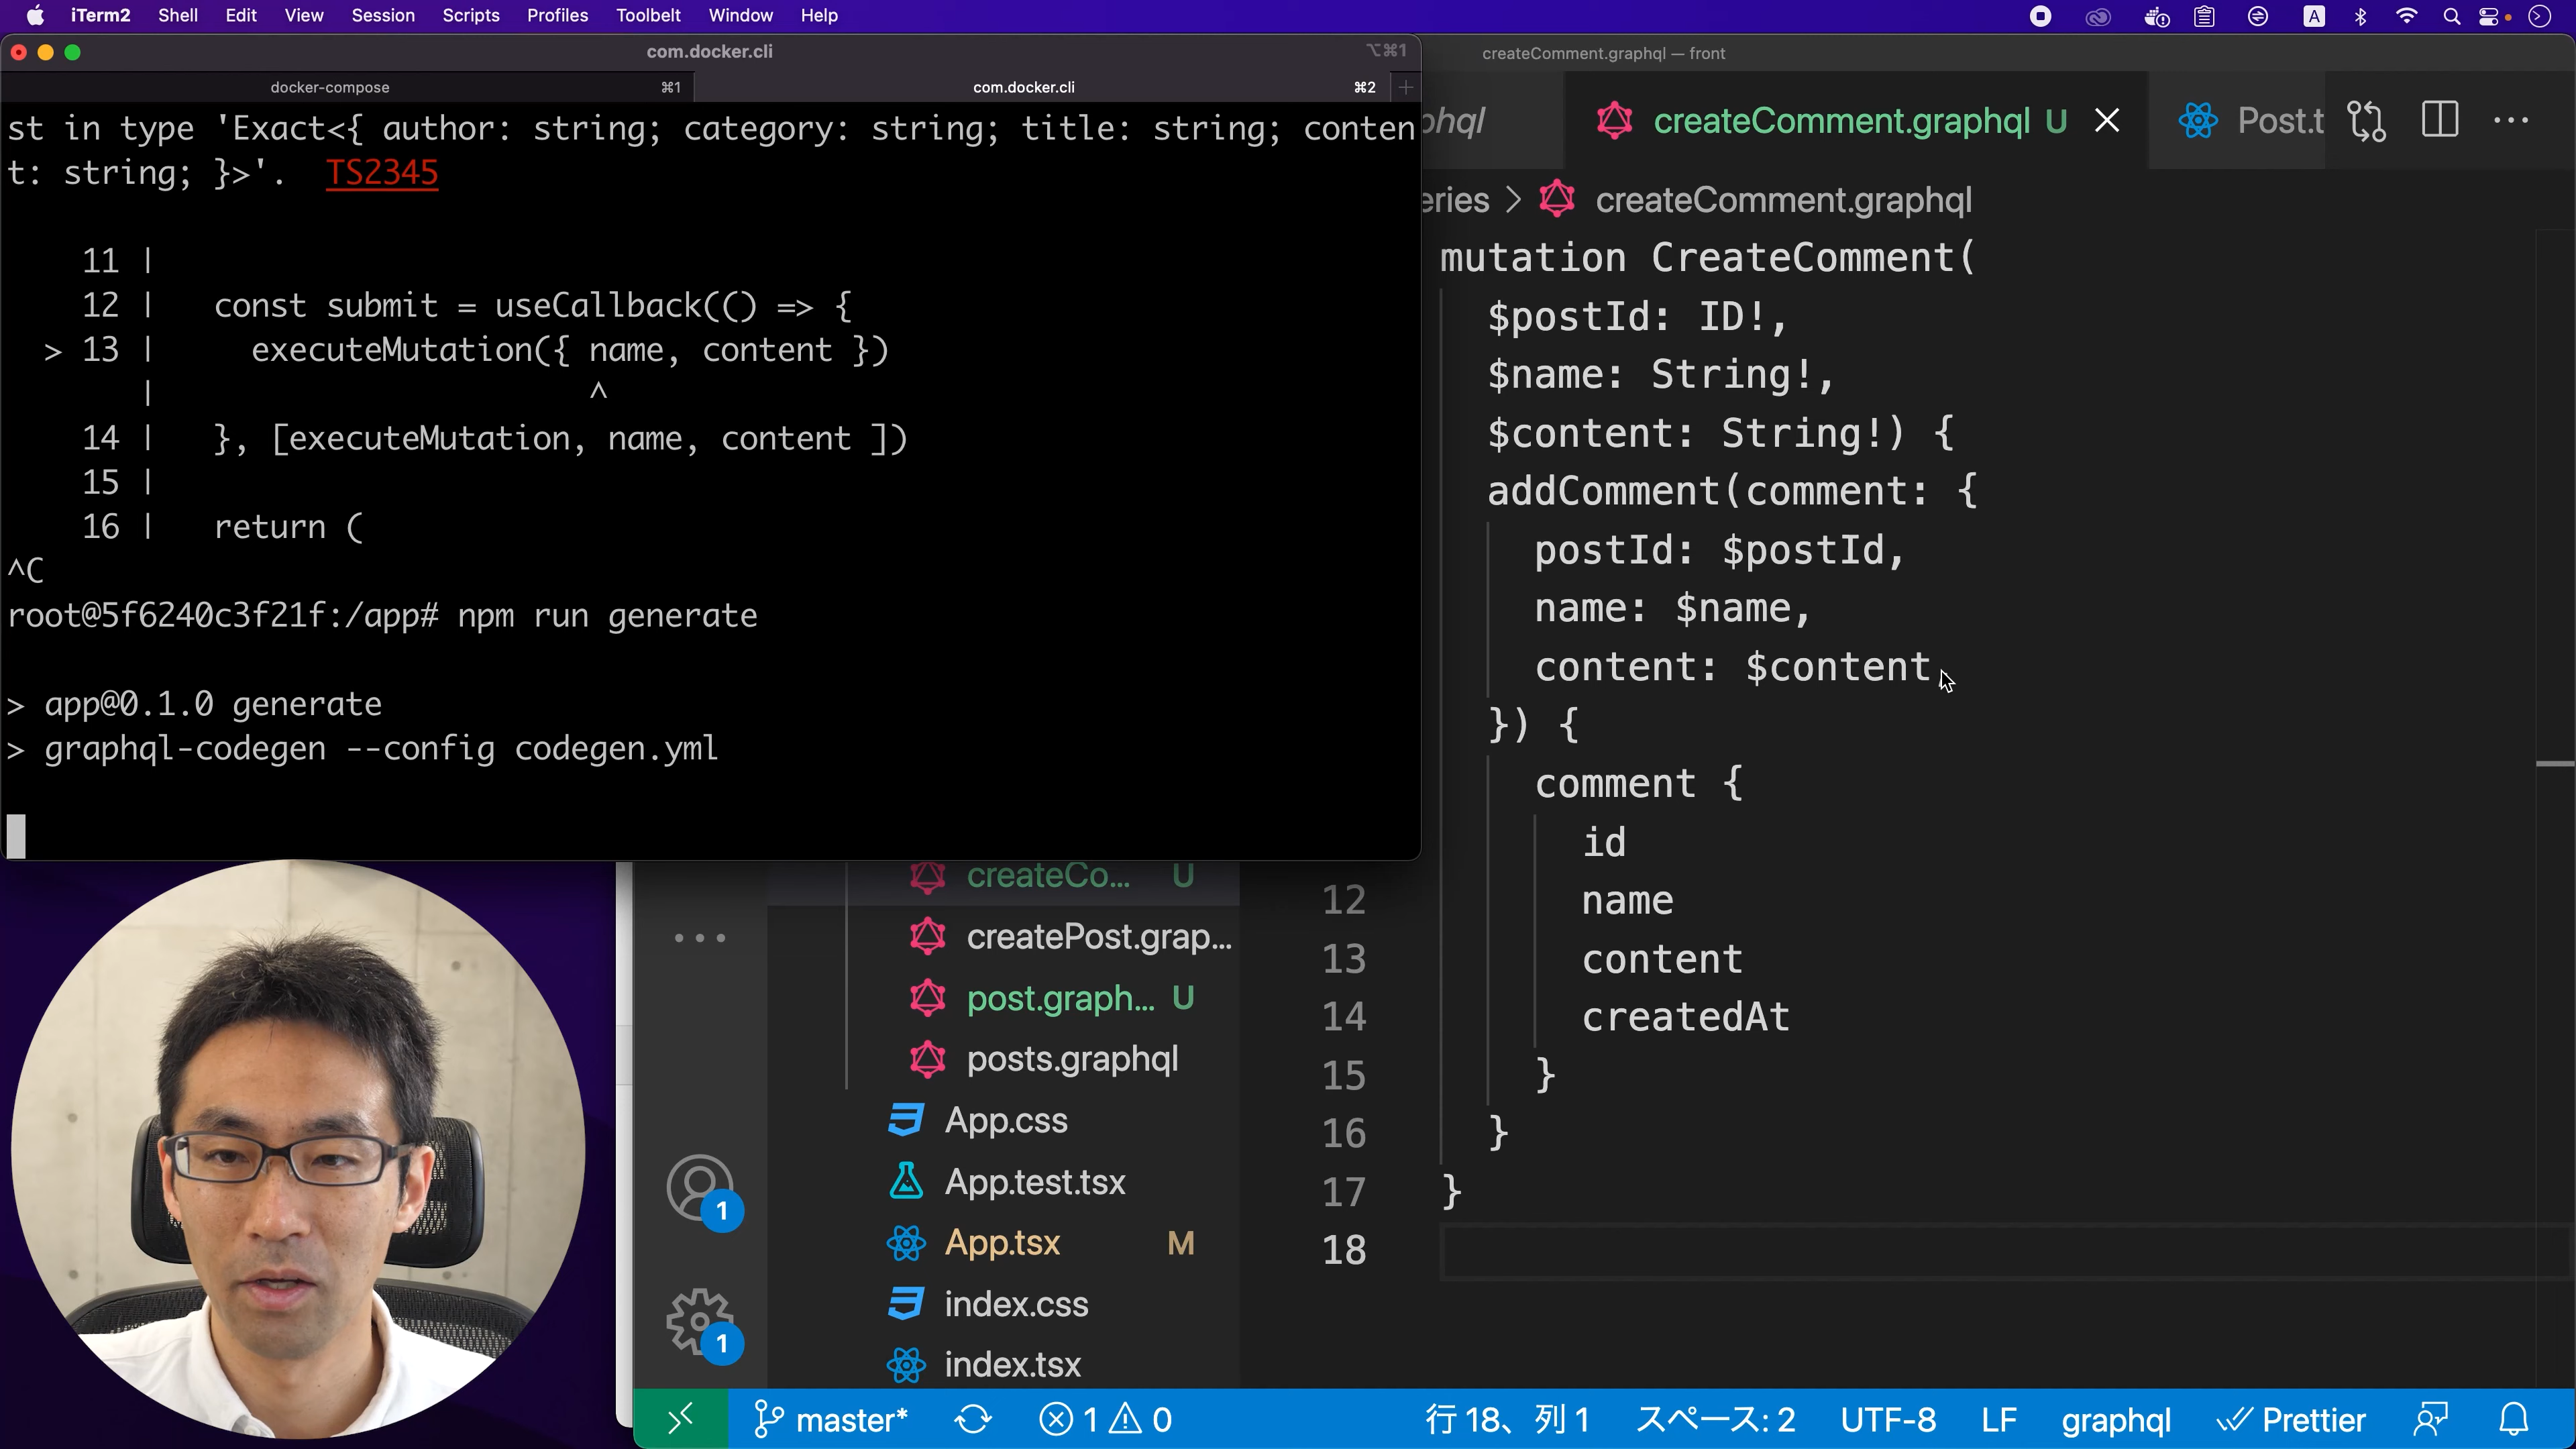 iTerm2 Shell Edit View Session Scripts Profiles Toolbelt Window Help
A
com.docker.cli ⌥⌘1
docker-compose ⌘1 com.docker.cli ⌘2 +
st in type 'Exact<{ author: string; category: string; title: string; conten
t: string; }>'. TS2345
11 |
12 | const submit = useCallback(() => {
> 13 | executeMutation({ name, content })
| ^
14 | }, [executeMutation, name, content ])
15 |
16 | return (
^C
root@5f6240c3f21f:/app# npm run generate
> app@0.1.0 generate
> graphql-codegen --config codegen.yml
createComment.graphql — front
phql createComment.graphql U Post.t
eries > createComment.graphql
mutation CreateComment(
$postId: ID!,
$name: String!,
$content: String!) {
addComment(comment: {
postId: $postId,
name: $name,
content: $content
}) {
comment {
id
12 name
13 content
14 createdAt
15 }
16 }
17 }
18
createCo... U
createPost.grap...
post.graph... U
posts.graphql
App.css
App.test.tsx
App.tsx M
index.css
index.tsx
1
1
master* 1 0 行 18、列 1 スペース: 2 UTF-8 LF graphql Prettier